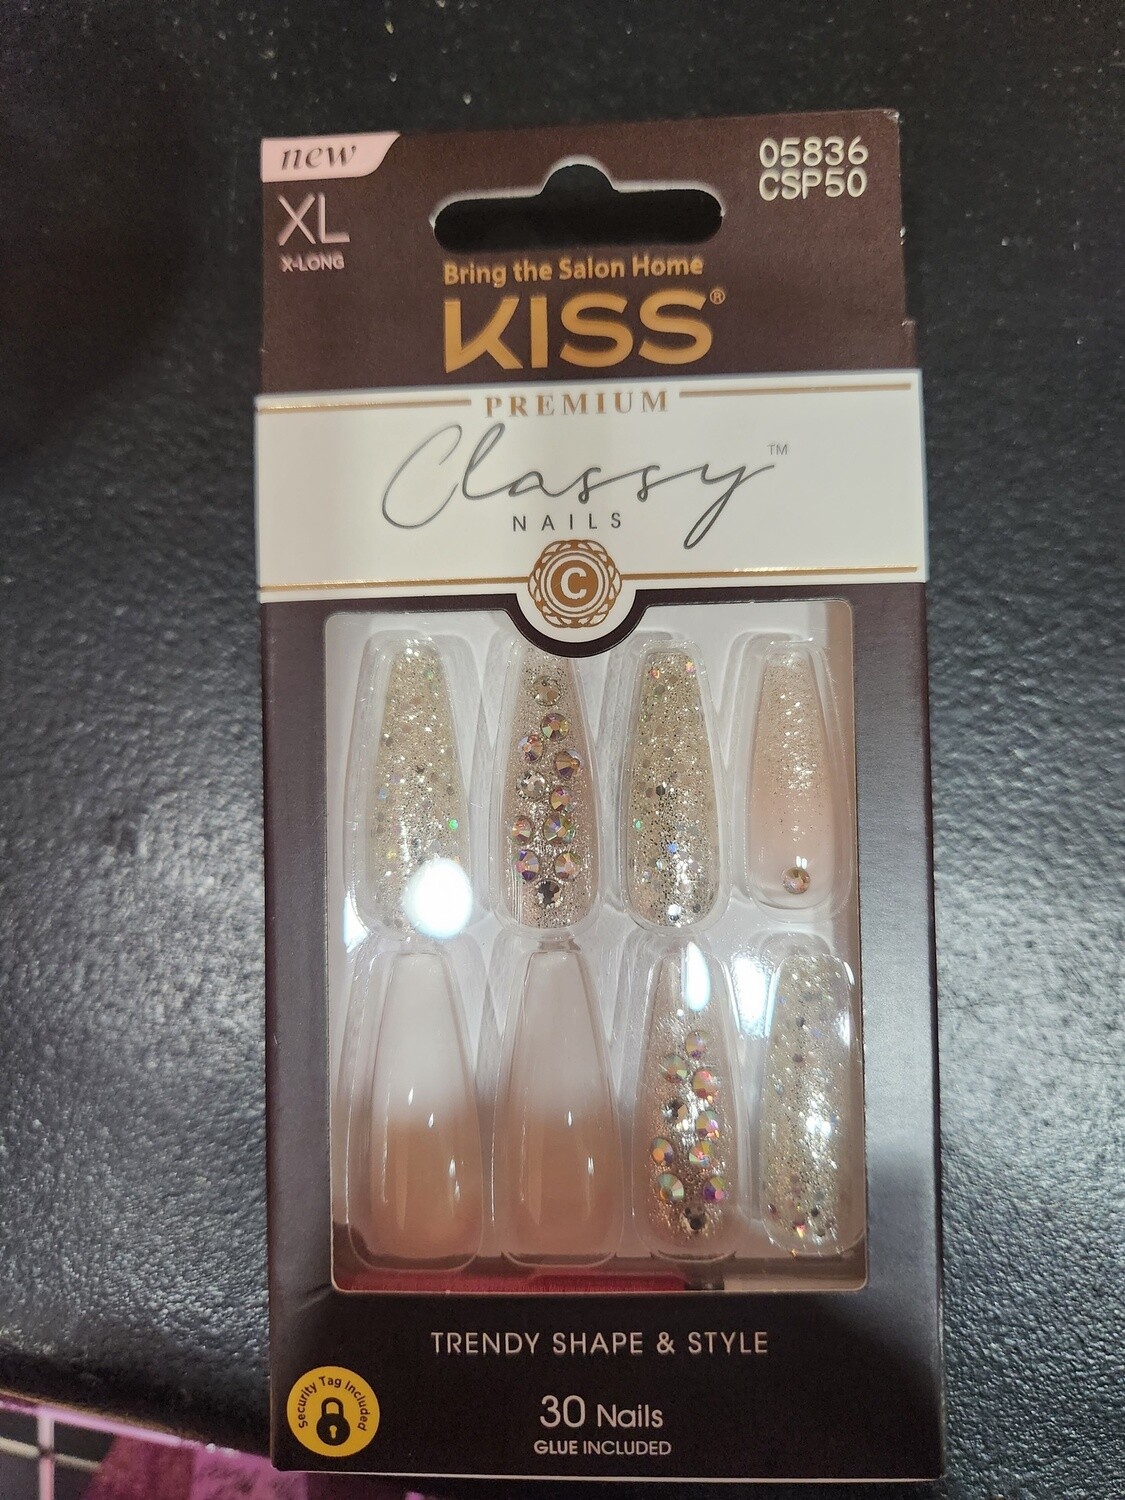 new
XL
X-LONG
05836
CSP50
Bring the Salon Home
KISS®
PREMIUM
Classy™
NAILS
C
TRENDY SHAPE & STYLE
Security Tag Included
30 Nails
GLUE INCLUDED